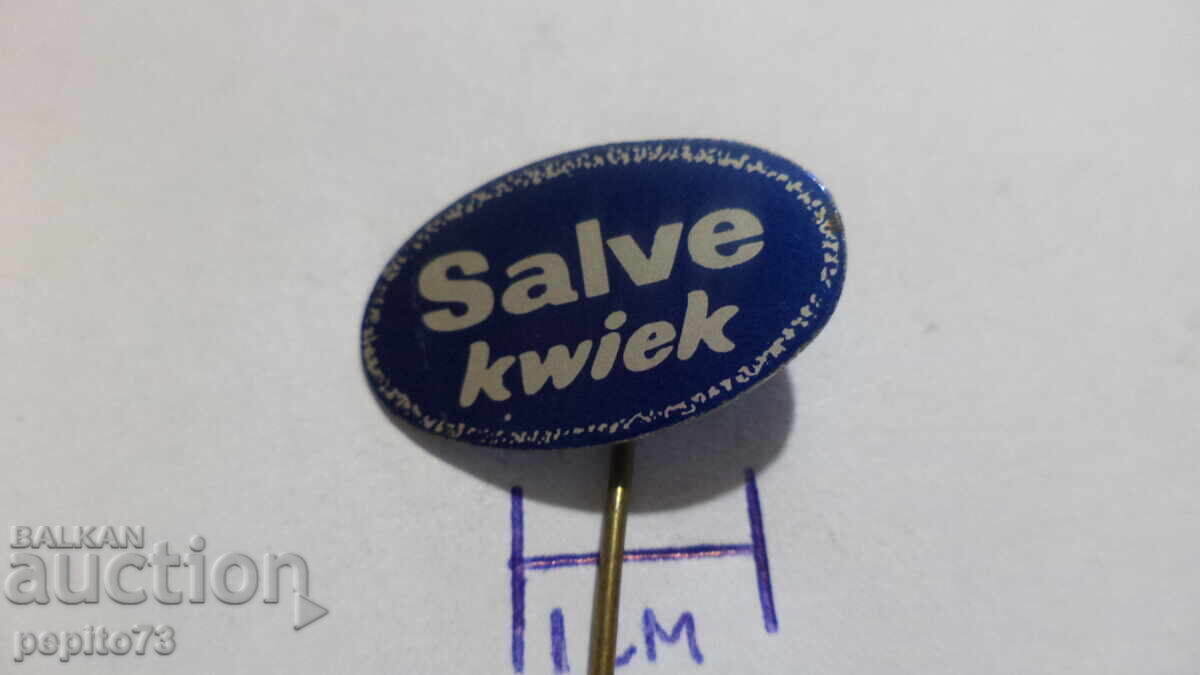 Salve
kwiek
1cM
BALKAN
auction
pepito73